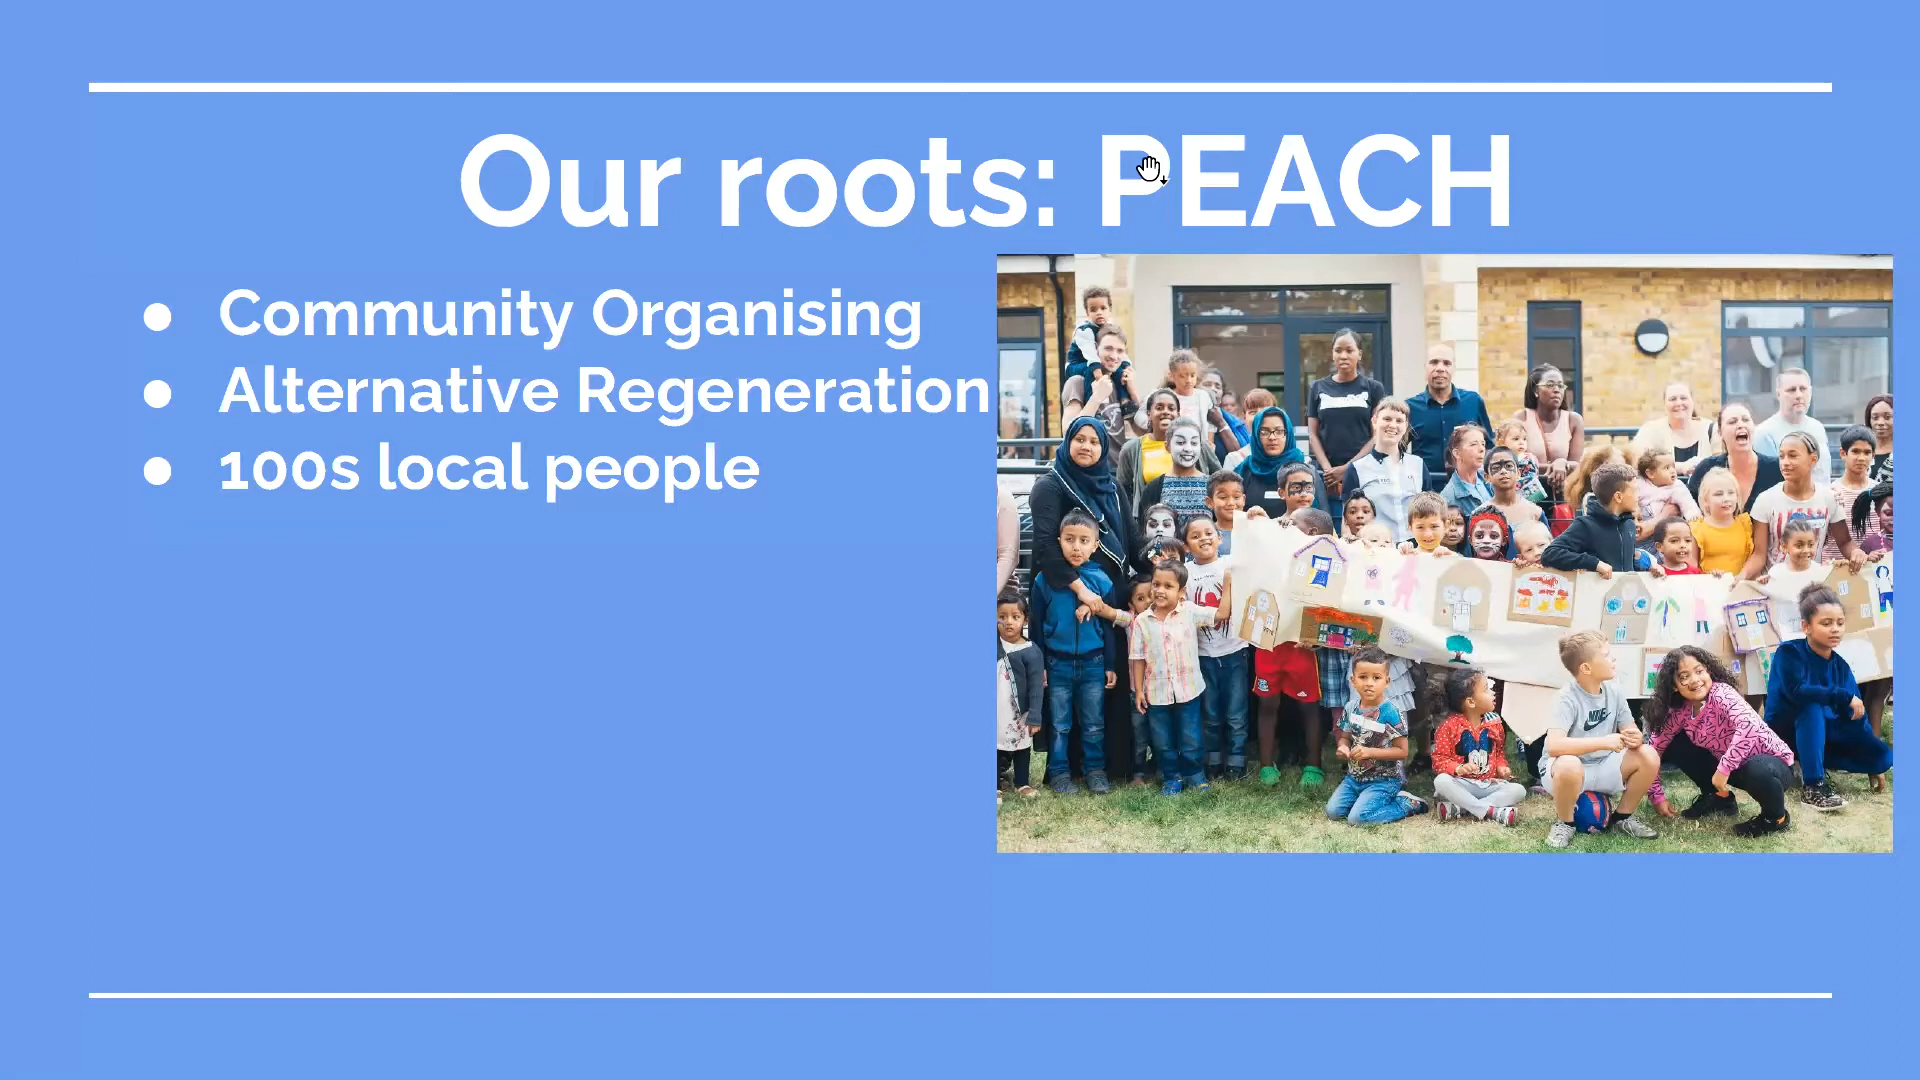 Our roots: PEACH
● Community Organising
● Alternative Regeneration
● 100s local people